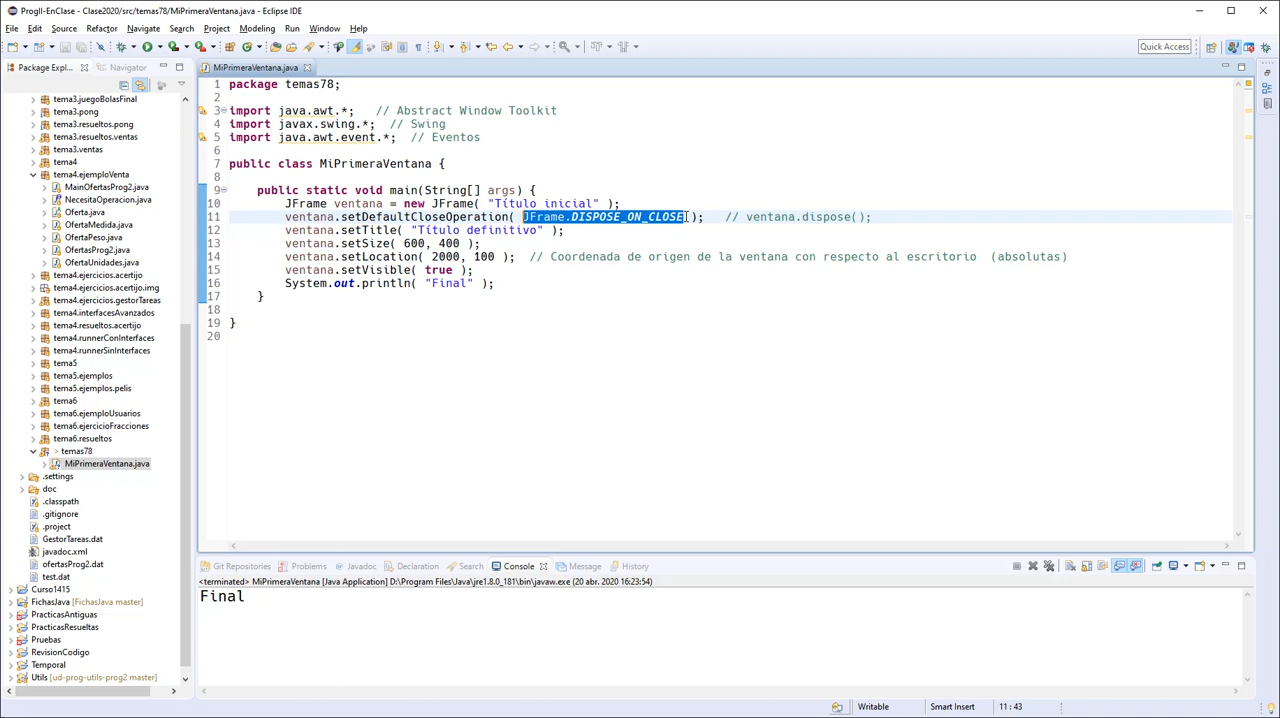 ProgII-EnClase - Clase2020/src/temas78/MiPrimeraVentana.java - Eclipse IDE
File Edit Source Refactor Navigate Search Project ModelGoon Run Window Help
Quick Access
Package Expl...
Navigator
MiPrimeraVentana.java
tema3.juegoBolasFinal
tema3.pong
tema3.resueltos.pong
tema3.resueltos.ventas
tema3.ventas
tema4
tema4.ejemploVenta
MainOfertasProg2.java
NecesitaOperacion.java
Oferta.java
OfertaMedida.java
OfertaPeso.java
OfertasProg2.java
OfertaUnidades.java
tema4.ejercicios.acertijo
tema4.ejercicios.acertijo.img
tema4.ejercicios.gestorTareas
tema4.interfacesAvanzados
tema4.resueltos.acertijo
tema4.runnerConInterfaces
tema4.runnerSinInterfaces
tema5
tema5.ejemplos
tema5.ejemplos.pelis
tema6
tema6.ejemploUsuarios
tema6.ejercicioFracciones
tema6.resueltos
> temas78
MiPrimeraVentana.java
.settings
doc
.classpath
.gitignore
.project
GestorTareas.dat
javadoc.xml
ofertasProg2.dat
test.dat
Curso1415
FichasJava [FichasJava master]
PracticasAntiguas
PracticasResueltas
Pruebas
RevisionCodigo
Temporal
Utils [ud-prog-utils-prog2 master]
1 package temas78;
2
3 import java.awt.*;   // Abstract Window Toolkit
4 import javax.swing.*;  // Swing
5 import java.awt.event.*;  // Eventos
6
7 public class MiPrimeraVentana {
8
9     public static void main(String[] args) {
10         JFrame ventana = new JFrame( "Título inicial" );
11         ventana.setDefaultCloseOperation( JFrame.DISPOSE_ON_CLOSE );   // ventana.dispose();
12         ventana.setTitle( "Título definitivo" );
13         ventana.setSize( 600, 400 );
14         ventana.setLocation( 2000, 100 );  // Coordenada de origen de la ventana con respecto al escritorio  (absolutas)
15         ventana.setVisible( true );
16         System.out.println( "Final" );
17     }
18
19 }
20
Git Repositories Problems Javadoc Declaration Search Console Message History
<terminated> MiPrimeraVentana [Java Application] D:\Program Files\Java\jre1.8.0_181\bin\javaw.exe (20 abr. 2020 16:23:54)
Final
Writable Smart Insert 11 : 43